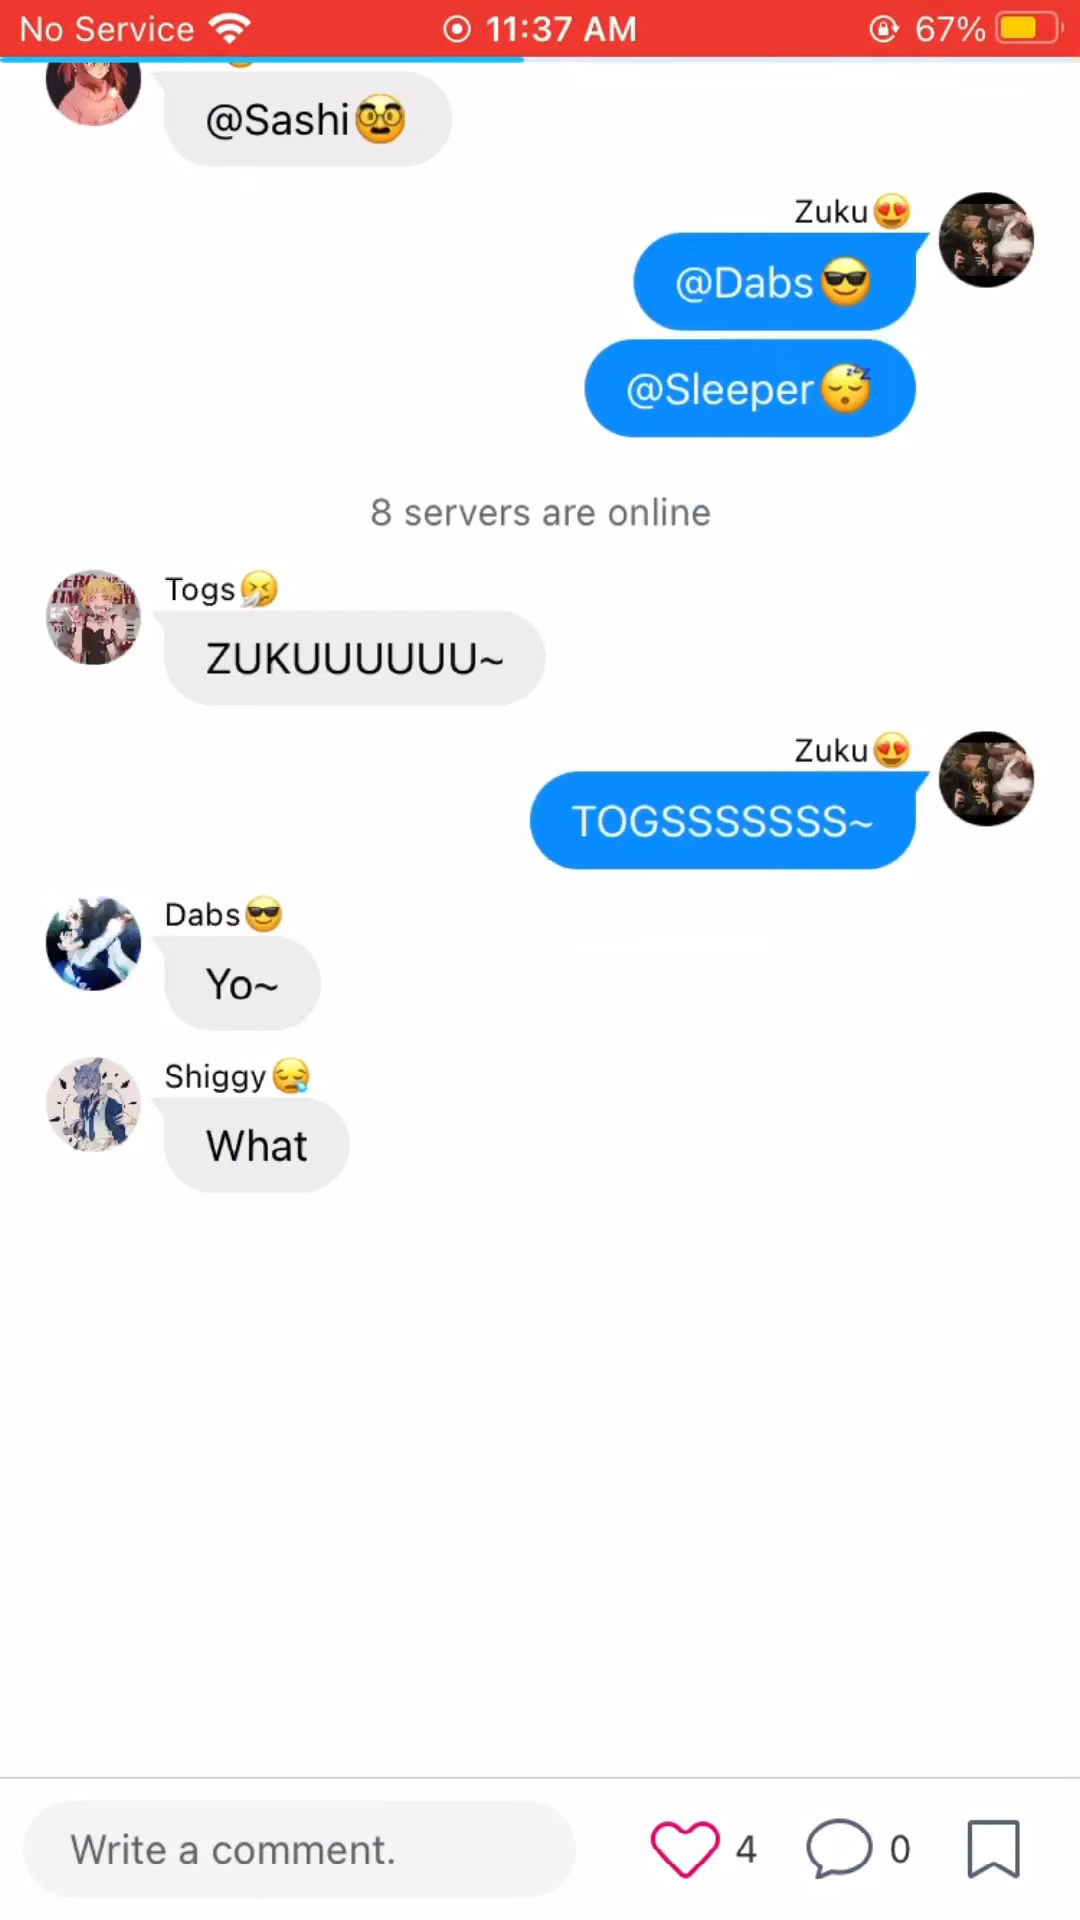 No Service 11:37 AM 67%
@Sashi🥸
Zuku😍
@Dabs😎
@Sleeper😴
8 servers are online
Togs🤧
ZUKUUUUUU~
Zuku😍
TOGSSSSSSS~
Dabs😎
Yo~
Shiggy😪
What
Write a comment. 4 0